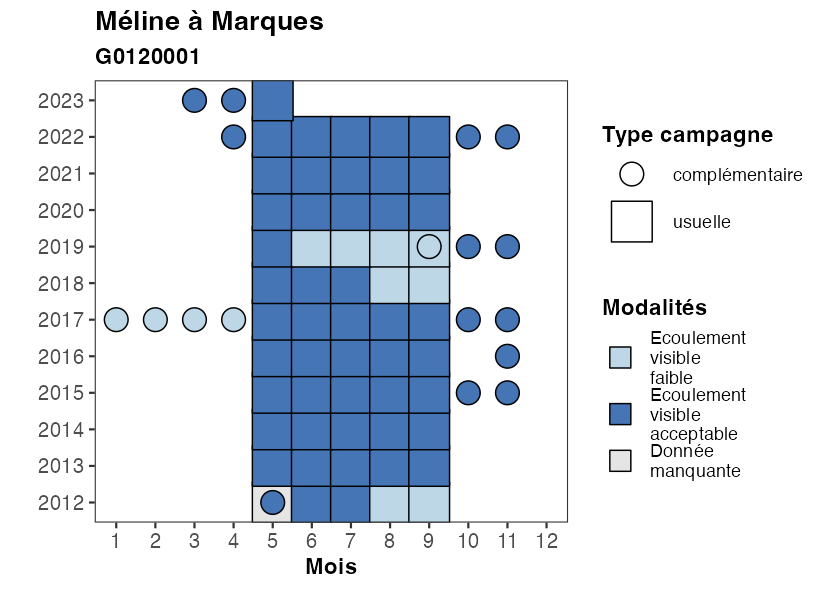 Méline à Marques
G0120001
2023
2022
2021
2020
2019
2018
2017
2016
2015
2014
2013
2012
1 2 3 4 5 6 7 8 9 10 11 12
Mois
Type campagne
complémentaire
usuelle
Modalités
Ecoulement
visible
faible
Ecoulement
visible
acceptable
Donnée
manquante